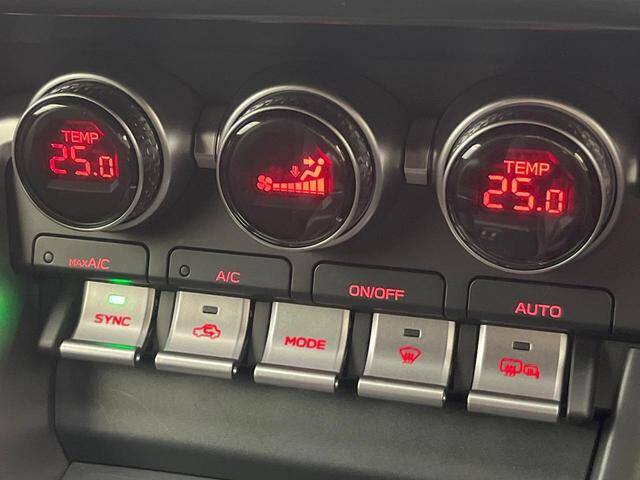 TEMP
25.0
TEMP
25.0
MAX A/C
A/C
ON/OFF
AUTO
SYNC
MODE